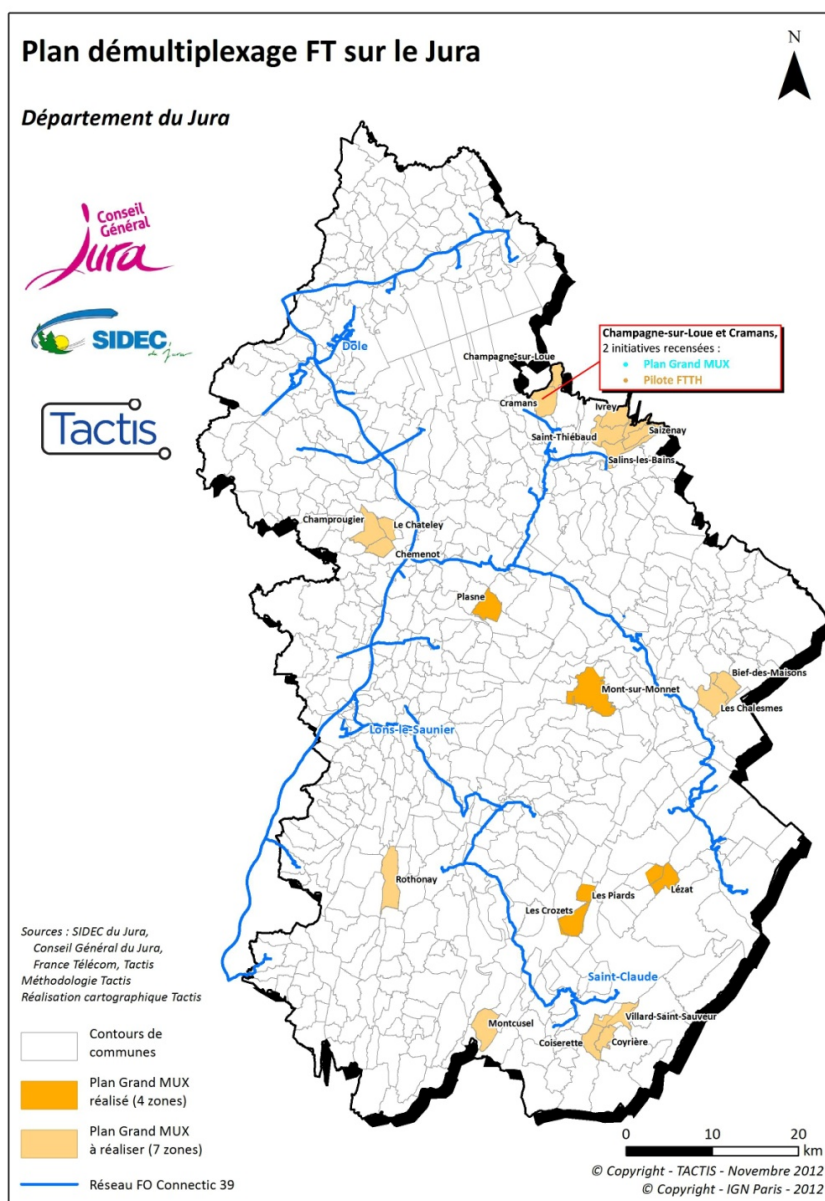 Plan démultiplexage FT sur le Jura
Département du Jura
N
Conseil
Général
Jura
SIDEC
du Jura
Tactis
Champagne-sur-Loue et Cramans,
2 initiatives recensées :
• Plan Grand MUX
• Pilote FTTH
Dole
Champagne-sur-Loue
Cramans
Ivrey
Saint-Thiébaud
Saizenay
Salins-les-Bains
Champrougier
Le Chateley
Chemenot
Plasne
Mont-sur-Monnet
Bief-des-Maisons
Les Chalesmes
Lons-le-Saunier
Rothonay
Les Piards
Lézat
Les Crozets
Saint-Claude
Montcusel
Villard-Saint-Sauveur
Coiserette
Coyrière
Sources : SIDEC du Jura,
Conseil Général du Jura,
France Télécom, Tactis
Méthodologie Tactis
Réalisation cartographique Tactis
Contours de
communes
Plan Grand MUX
réalisé (4 zones)
Plan Grand MUX
à réaliser (7 zones)
Réseau FO Connectic 39
0 10 20
km
© Copyright - TACTIS - Novembre 2012
© Copyright - IGN Paris - 2012